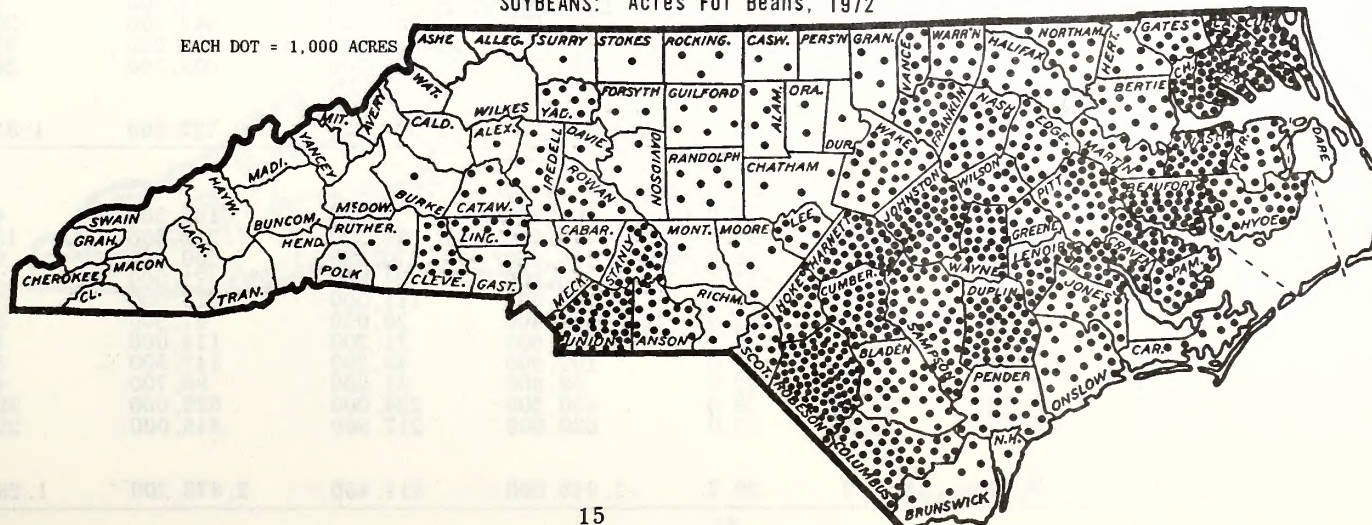 SOYBEANS: Acres For Beans, 1972
EACH DOT = 1,000 ACRES
ASHE
ALLEG.
SURRY
STOKES
ROCKING.
CASW.
PERS'N
GRAN.
VANCE
WARR'N
HALIFAX
NORTHAM.
HERT.
GATES
CH.
BERTIE
WAT.
WILKES
YAD.
FORSYTH
GUILFORD
ALAM.
ORA.
DUR.
WAKE
FRANKLIN
NASH
EDGE.
MARTIN
WASH.
TYRR.
DARE
MIT.
AVERY
CALD.
ALEX.
IREDELL
DAVIE
DAVIDSON
RANDOLPH
CHATHAM
MADI.
YANCEY
BURKE
CATAW.
ROWAN
JOHNSTON
WILSON
PITT
BEAUFORT
HYDE
SWAIN
HAYW.
BUNCOM.
McDOW.
RUTHER.
LINC.
CABAR.
STANLY
MONT.
MOORE
LEE
HARNETT
GREENE
LENOIR
CRAVEN
PAM.
GRAH.
JACK.
HEND.
POLK
CLEVE.
GAST.
MECK.
UNION
ANSON
RICHM.
HOKE
CUMBER.
SAMPSON
WAYNE
DUPLIN
JONES
CAR.
CHEROKEE
CL.
MACON
TRAN.
SCOT.
ROBESON
BLADEN
PENDER
ONSLOW
N.H.
COLUMBUS
BRUNSWICK
15